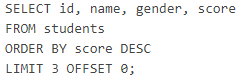 SELECT id, name, gender, score
FROM students
ORDER BY score DESC
LIMIT 3 OFFSET 0;